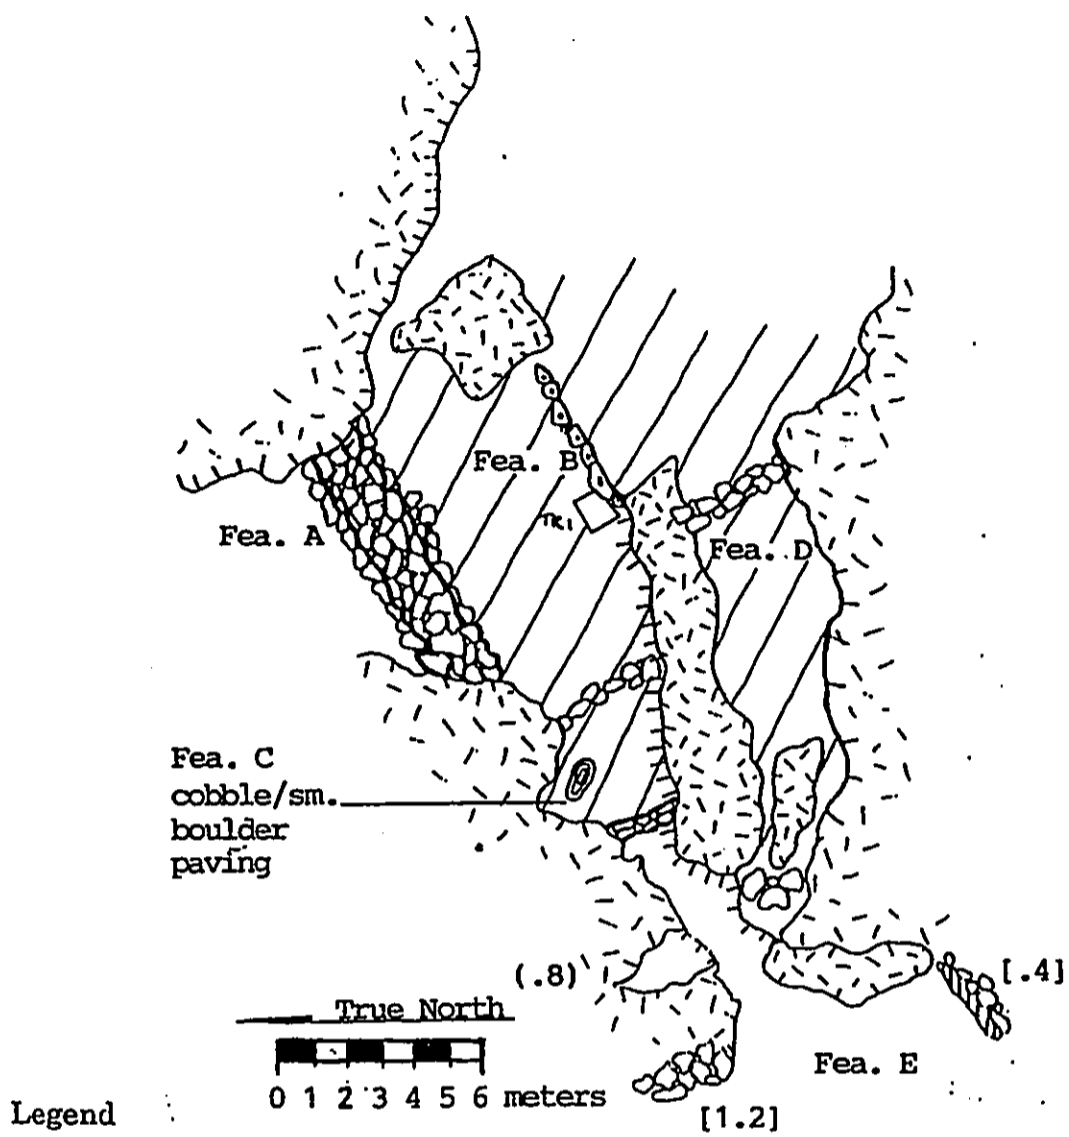 Fea. B
TK1
Fea. A
Fea. D
Fea. C
cobble/sm.
boulder
paving
(.8)
[.4]
True North
Fea. E
0 1 2 3 4 5 6 meters
Legend
[1.2]